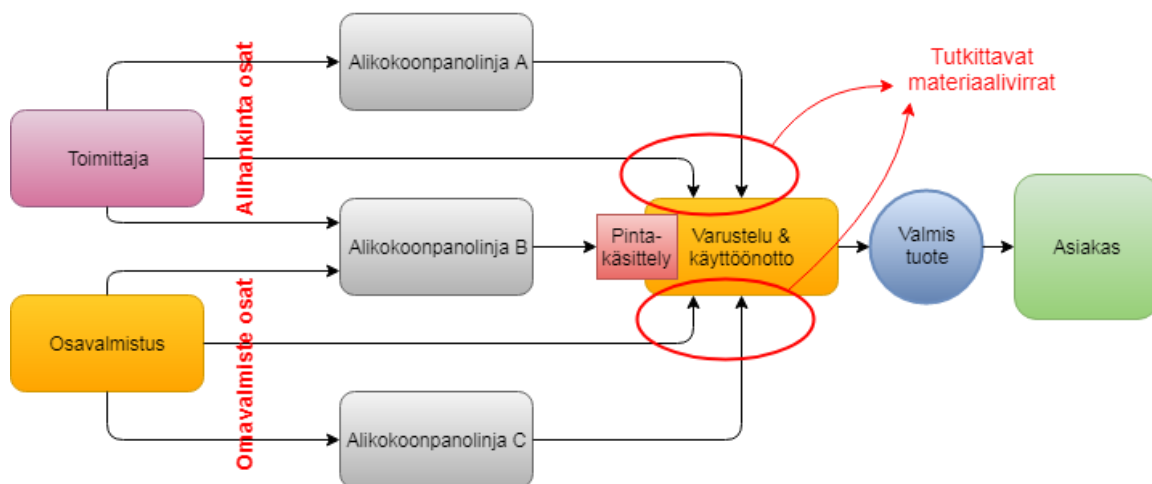 Alikokoonpanolinja A
Tutkittavat
materiaalivirrat
Alihankinta osat
Toimittaja
Alikokoonpanolinja B
Pinta-
käsittely
Varustelu &
käyttöönotto
Valmis
tuote
Asiakas
Osavalmistus
Omavalmiste osat
Alikokoonpanolinja C